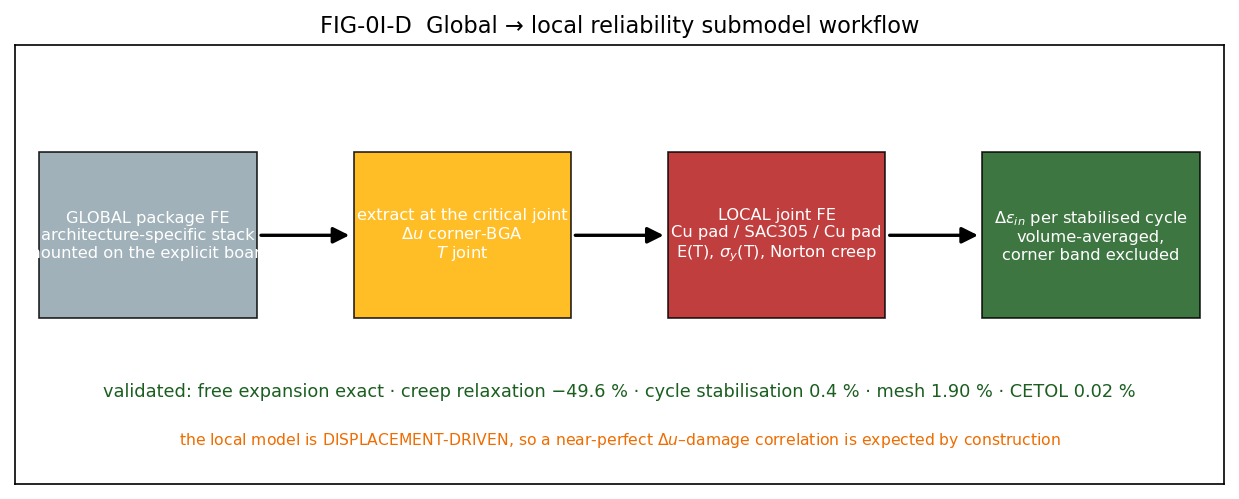 FIG-0I-D Global → local reliability submodel workflow
GLOBAL package FE
architecture-specific stack
mounted on the explicit board
extract at the critical joint
Δu corner-BGA
T joint
LOCAL joint FE
Cu pad / SAC305 / Cu pad
E(T), σy(T), Norton creep
Δεin per stabilised cycle
volume-averaged,
corner band excluded
validated: free expansion exact · creep relaxation −49.6 % · cycle stabilisation 0.4 % · mesh 1.90 % · CETOL 0.02 %
the local model is DISPLACEMENT-DRIVEN, so a near-perfect Δu–damage correlation is expected by construction